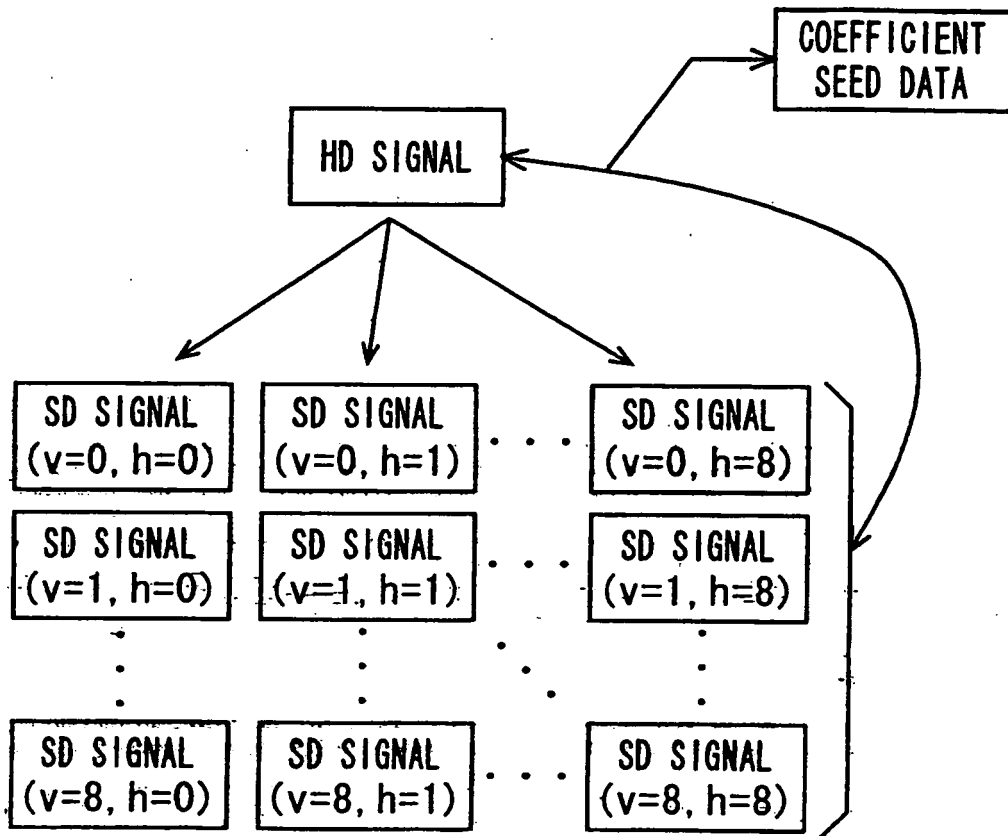 COEFFICIENT
SEED DATA
HD SIGNAL
SD SIGNAL
(v=0, h=0)
SD SIGNAL
(v=0, h=1)
SD SIGNAL
(v=0, h=8)
SD SIGNAL
(v=1, h=0)
SD SIGNAL
(v=1, h=1)
SD SIGNAL
(v=1, h=8)
SD SIGNAL
(v=8, h=0)
SD SIGNAL
(v=8, h=1)
SD SIGNAL
(v=8, h=8)